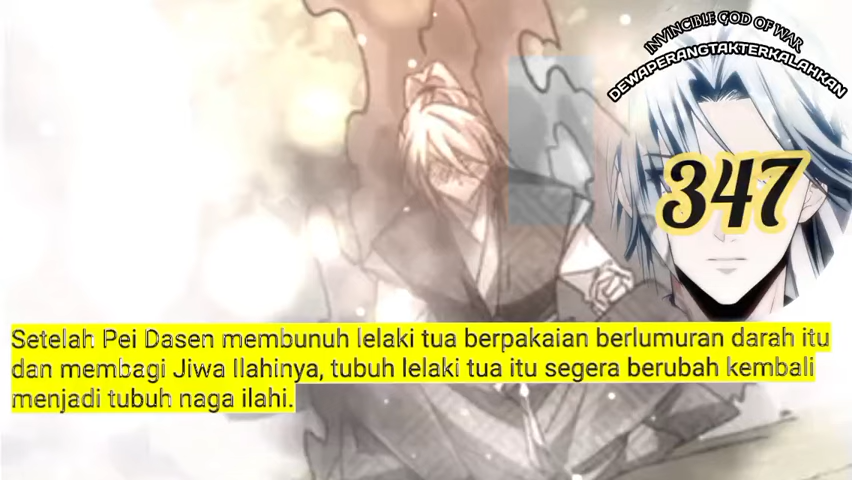 INVINCIBLE GOD OF WAR
DEWAPERANGTAKTERKALAHKAN
347
Setelah Pei Dasen membunuh lelaki tua berpakaian berlumuran darah itu
dan membagi Jiwa Ilahinya, tubuh lelaki tua itu segera berubah kembali
menjadi tubuh naga ilahi.